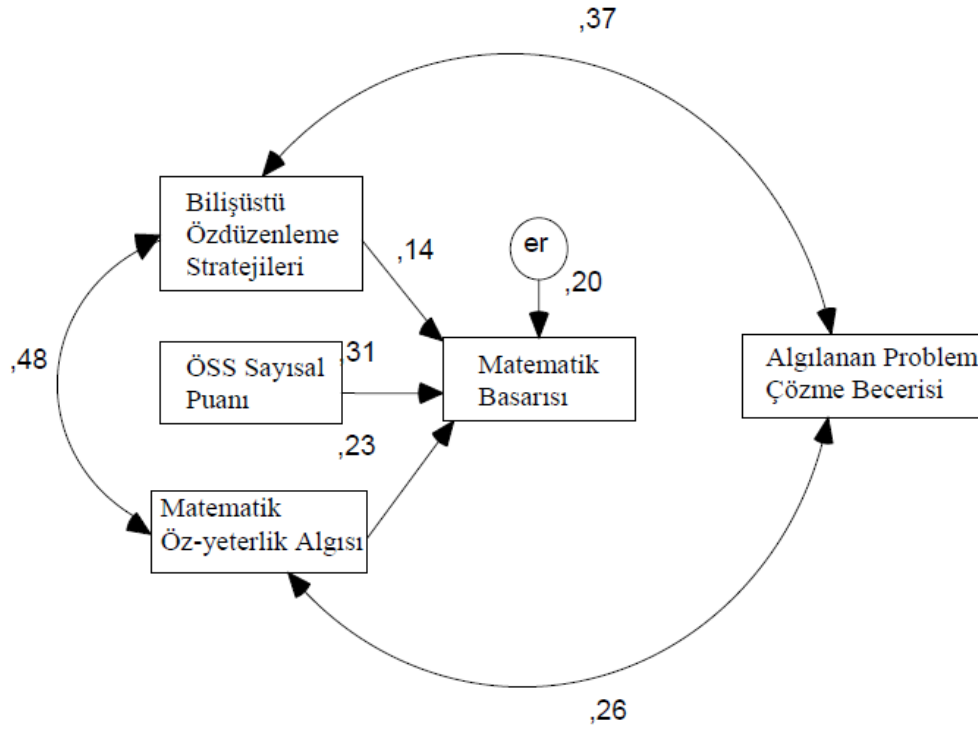 ,37
Bilişüstü
Özdüzenleme
Stratejileri
,14
er
,20
,48
ÖSS Sayısal
Puanı
,31
Matematik
Basarısı
Algılanan Problem
Çözme Becerisi
,23
Matematik
Öz-yeterlik Algısı
,26